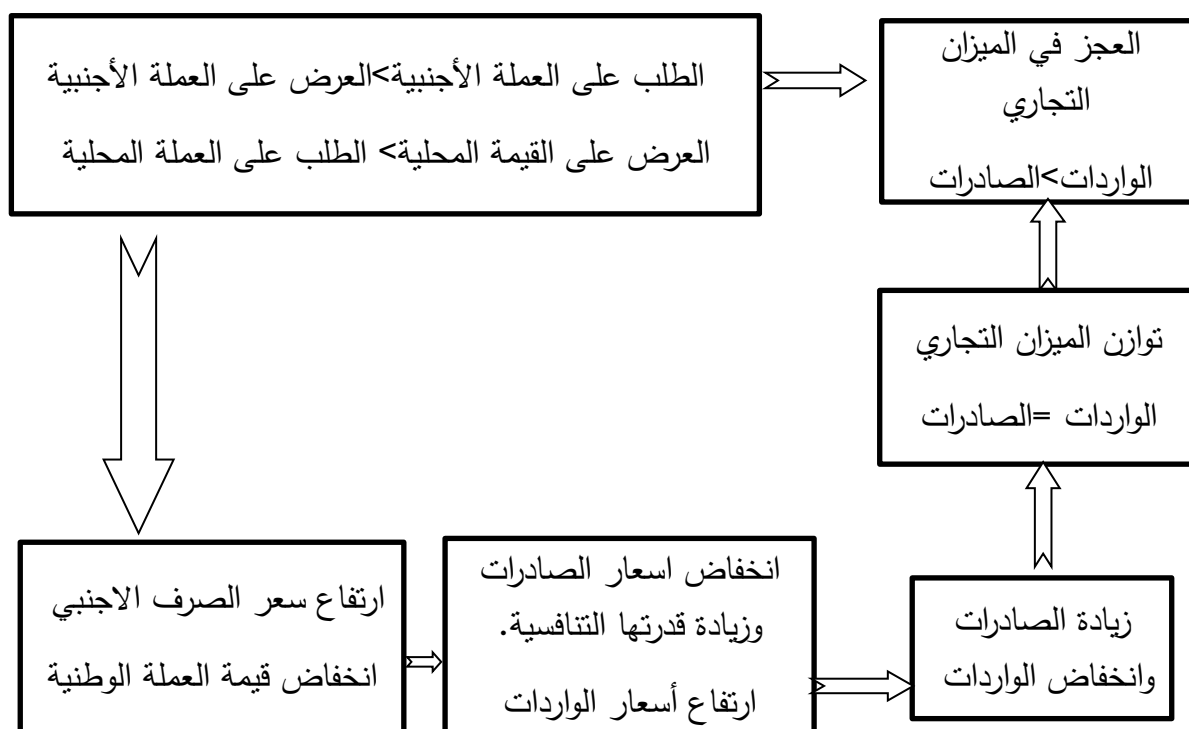 العجز في الميزان
التجاري
الواردات>الصادرات
الطلب على العملة الأجنبية>العرض على العملة الأجنبية
العرض على القيمة المحلية> الطلب على العملة المحلية
توازن الميزان التجاري
الواردات =الصادرات
ارتفاع سعر الصرف الاجنبي
انخفاض قيمة العملة الوطنية
انخفاض اسعار الصادرات
وزيادة قدرتها التنافسية.
ارتفاع أسعار الواردات
زيادة الصادرات
وانخفاض الواردات